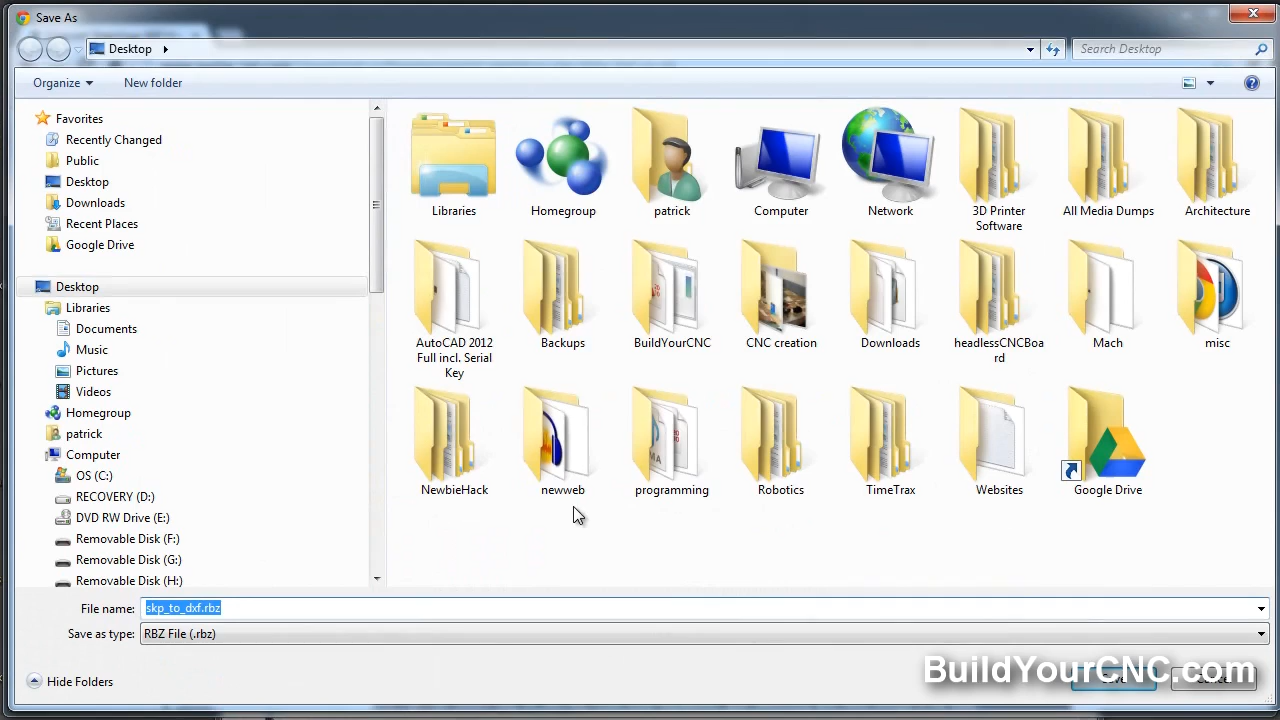 Save As
Desktop
Search Desktop
Organize
New folder
Favorites
Recently Changed
Public
Desktop
Downloads
Recent Places
Google Drive
Desktop
Libraries
Documents
Music
Pictures
Videos
Homegroup
patrick
Computer
OS (C:)
RECOVERY (D:)
DVD RW Drive (E:)
Removable Disk (F:)
Removable Disk (G:)
Removable Disk (H:)
Libraries
Homegroup
patrick
Computer
Network
3D Printer
Software
All Media Dumps
Architecture
AutoCAD 2012
Full incl. Serial
Key
Backups
BuildYourCNC
CNC creation
Downloads
headlessCNCBoa
rd
Mach
misc
NewbieHack
newweb
programming
Robotics
TimeTrax
Websites
Google Drive
File name:
skp_to_dxf.rbz
Save as type:
RBZ File (.rbz)
Hide Folders
BuildYourCNC.com